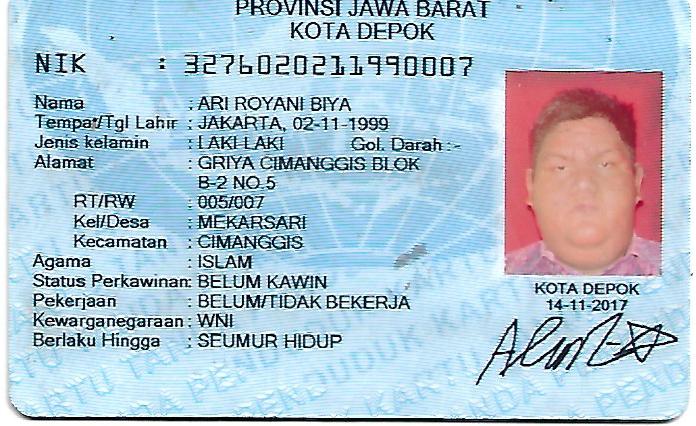 PROVINSI JAWA BARAT
KOTA DEPOK
NIK : 3276020211990007
Nama : ARI ROYANI BIYA
Tempat/Tgl Lahir : JAKARTA, 02-11-1999
Jenis kelamin : LAKI-LAKI Gol. Darah :-
Alamat : GRIYA CIMANGGIS BLOK
B-2 NO.5
RT/RW : 005/007
Kel/Desa : MEKARSARI
Kecamatan : CIMANGGIS
Agama : ISLAM
Status Perkawinan: BELUM KAWIN
Pekerjaan : BELUM/TIDAK BEKERJA
Kewarganegaraan : WNI
Berlaku Hingga : SEUMUR HIDUP
KOTA DEPOK
14-11-2017